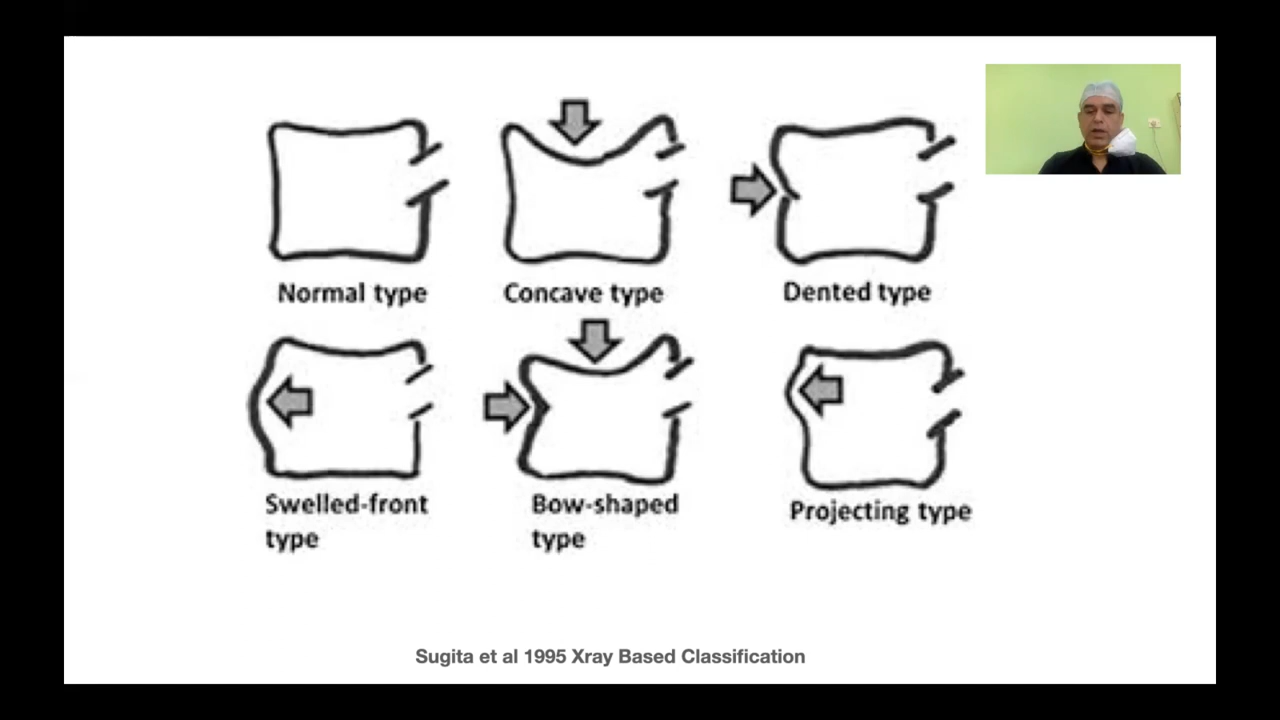 Normal type
Concave type
Dented type
Swelled-front
type
Bow-shaped
type
Projecting type
Sugita et al 1995 Xray Based Classification